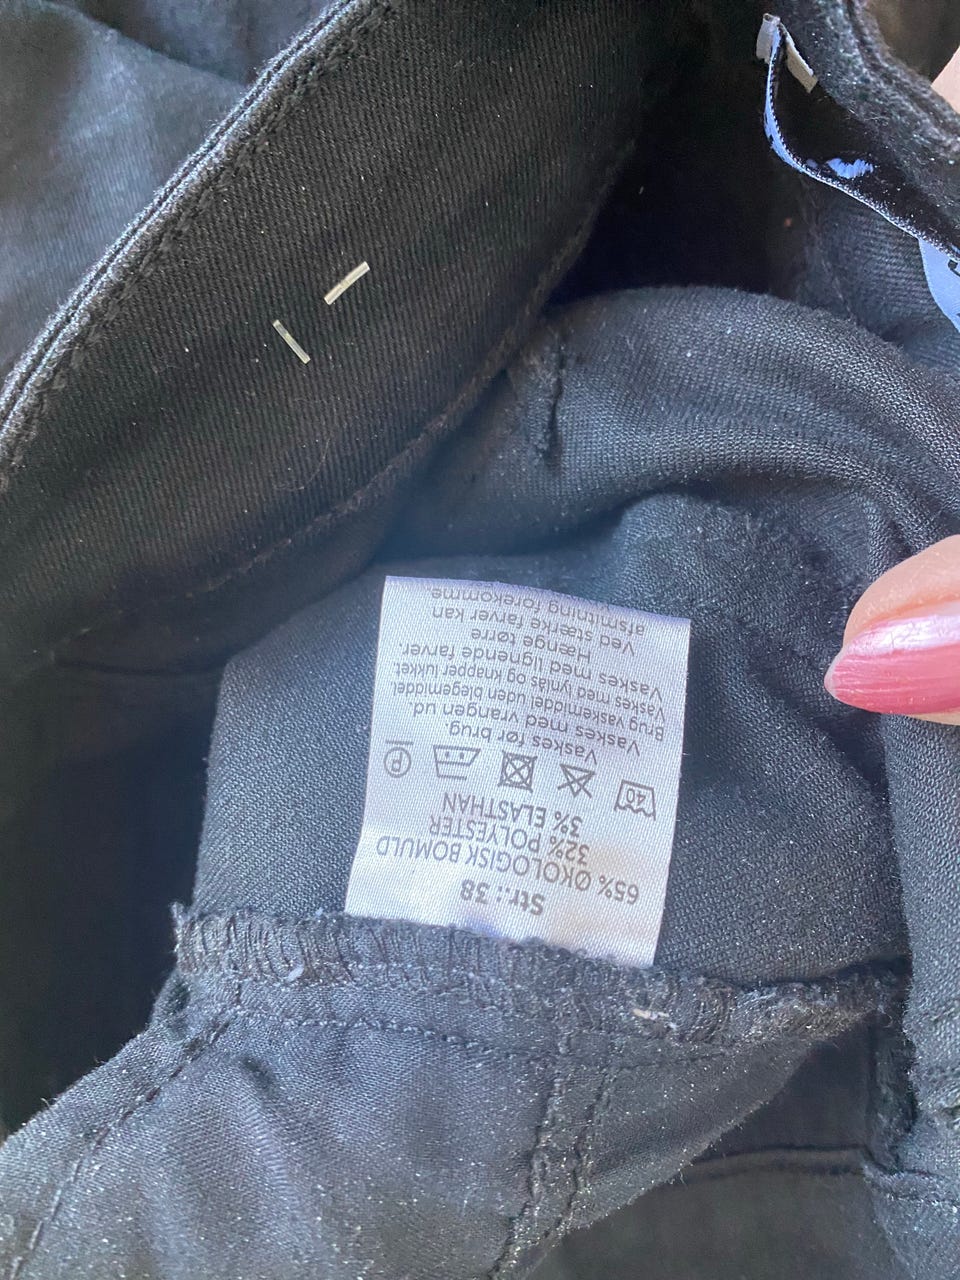 Str.: 38
65% ØKOLOGISK BOMULD
32% POLYESTER
3% ELASTHAN
40 P
Vaskes før brug.
Vaskes med vrangen ud.
Brug vaskemiddel uden blegemiddel.
Vaskes med lynlås og knapper lukket
Vaskes med lignende farver.
Hænge tørre
Ved stærke farver kan
afsmitning forekomme.